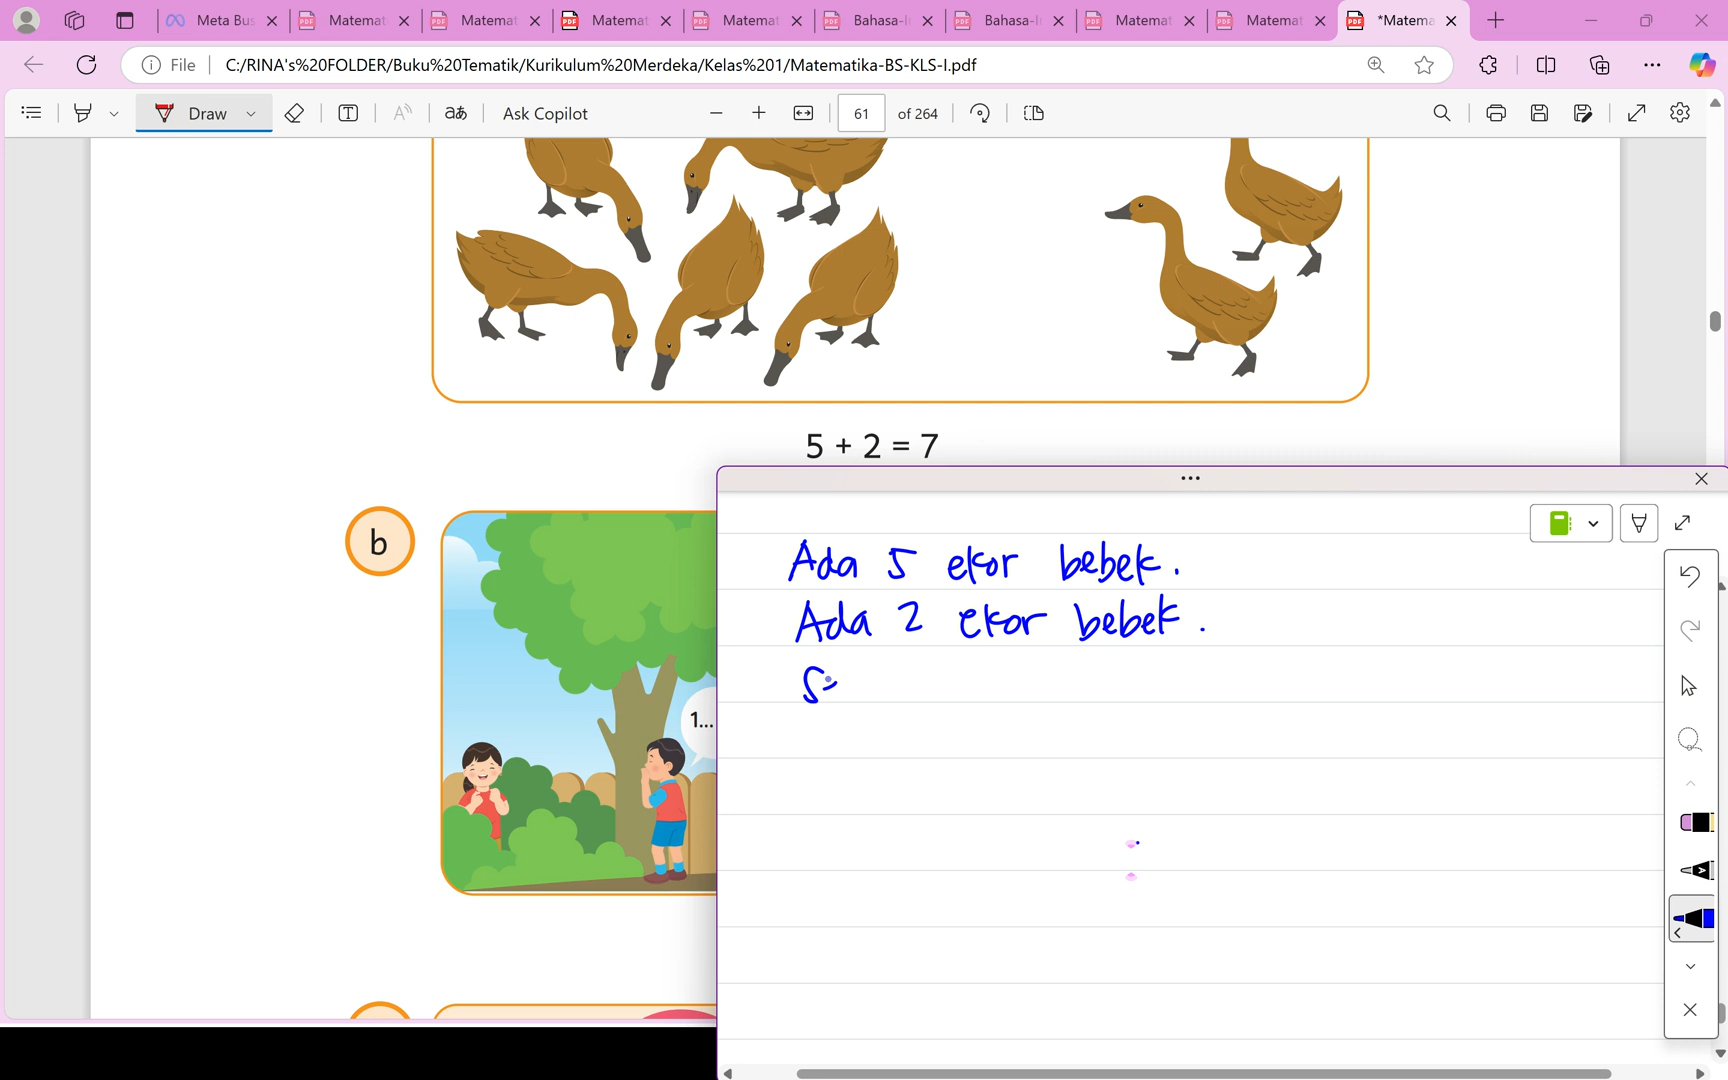 Meta Bus
Matemat
Matemat
Matemat
Matemat
Bahasa-I
Bahasa-I
Matemat
Matemat
*Matema
File
C:/RINA's%20FOLDER/Buku%20Tematik/Kurikulum%20Merdeka/Kelas%201/Matematika-BS-KLS-I.pdf
Draw
aあ
Ask Copilot
61 of 264
5 + 2 = 7
b
1...
Ada 5 ekor bebek.
Ada 2 ekor bebek.